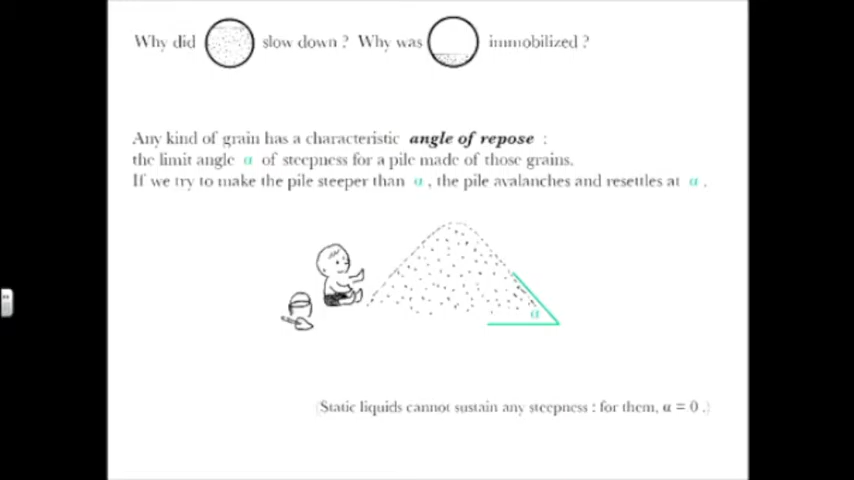 Why did slow down ? Why was immobilized ?
Any kind of grain has a characteristic angle of repose :
the limit angle α of steepness for a pile made of those grains.
If we try to make the pile steeper than α , the pile avalanches and resettles at α .
α
(Static liquids cannot sustain any steepness : for them, α = 0 .)